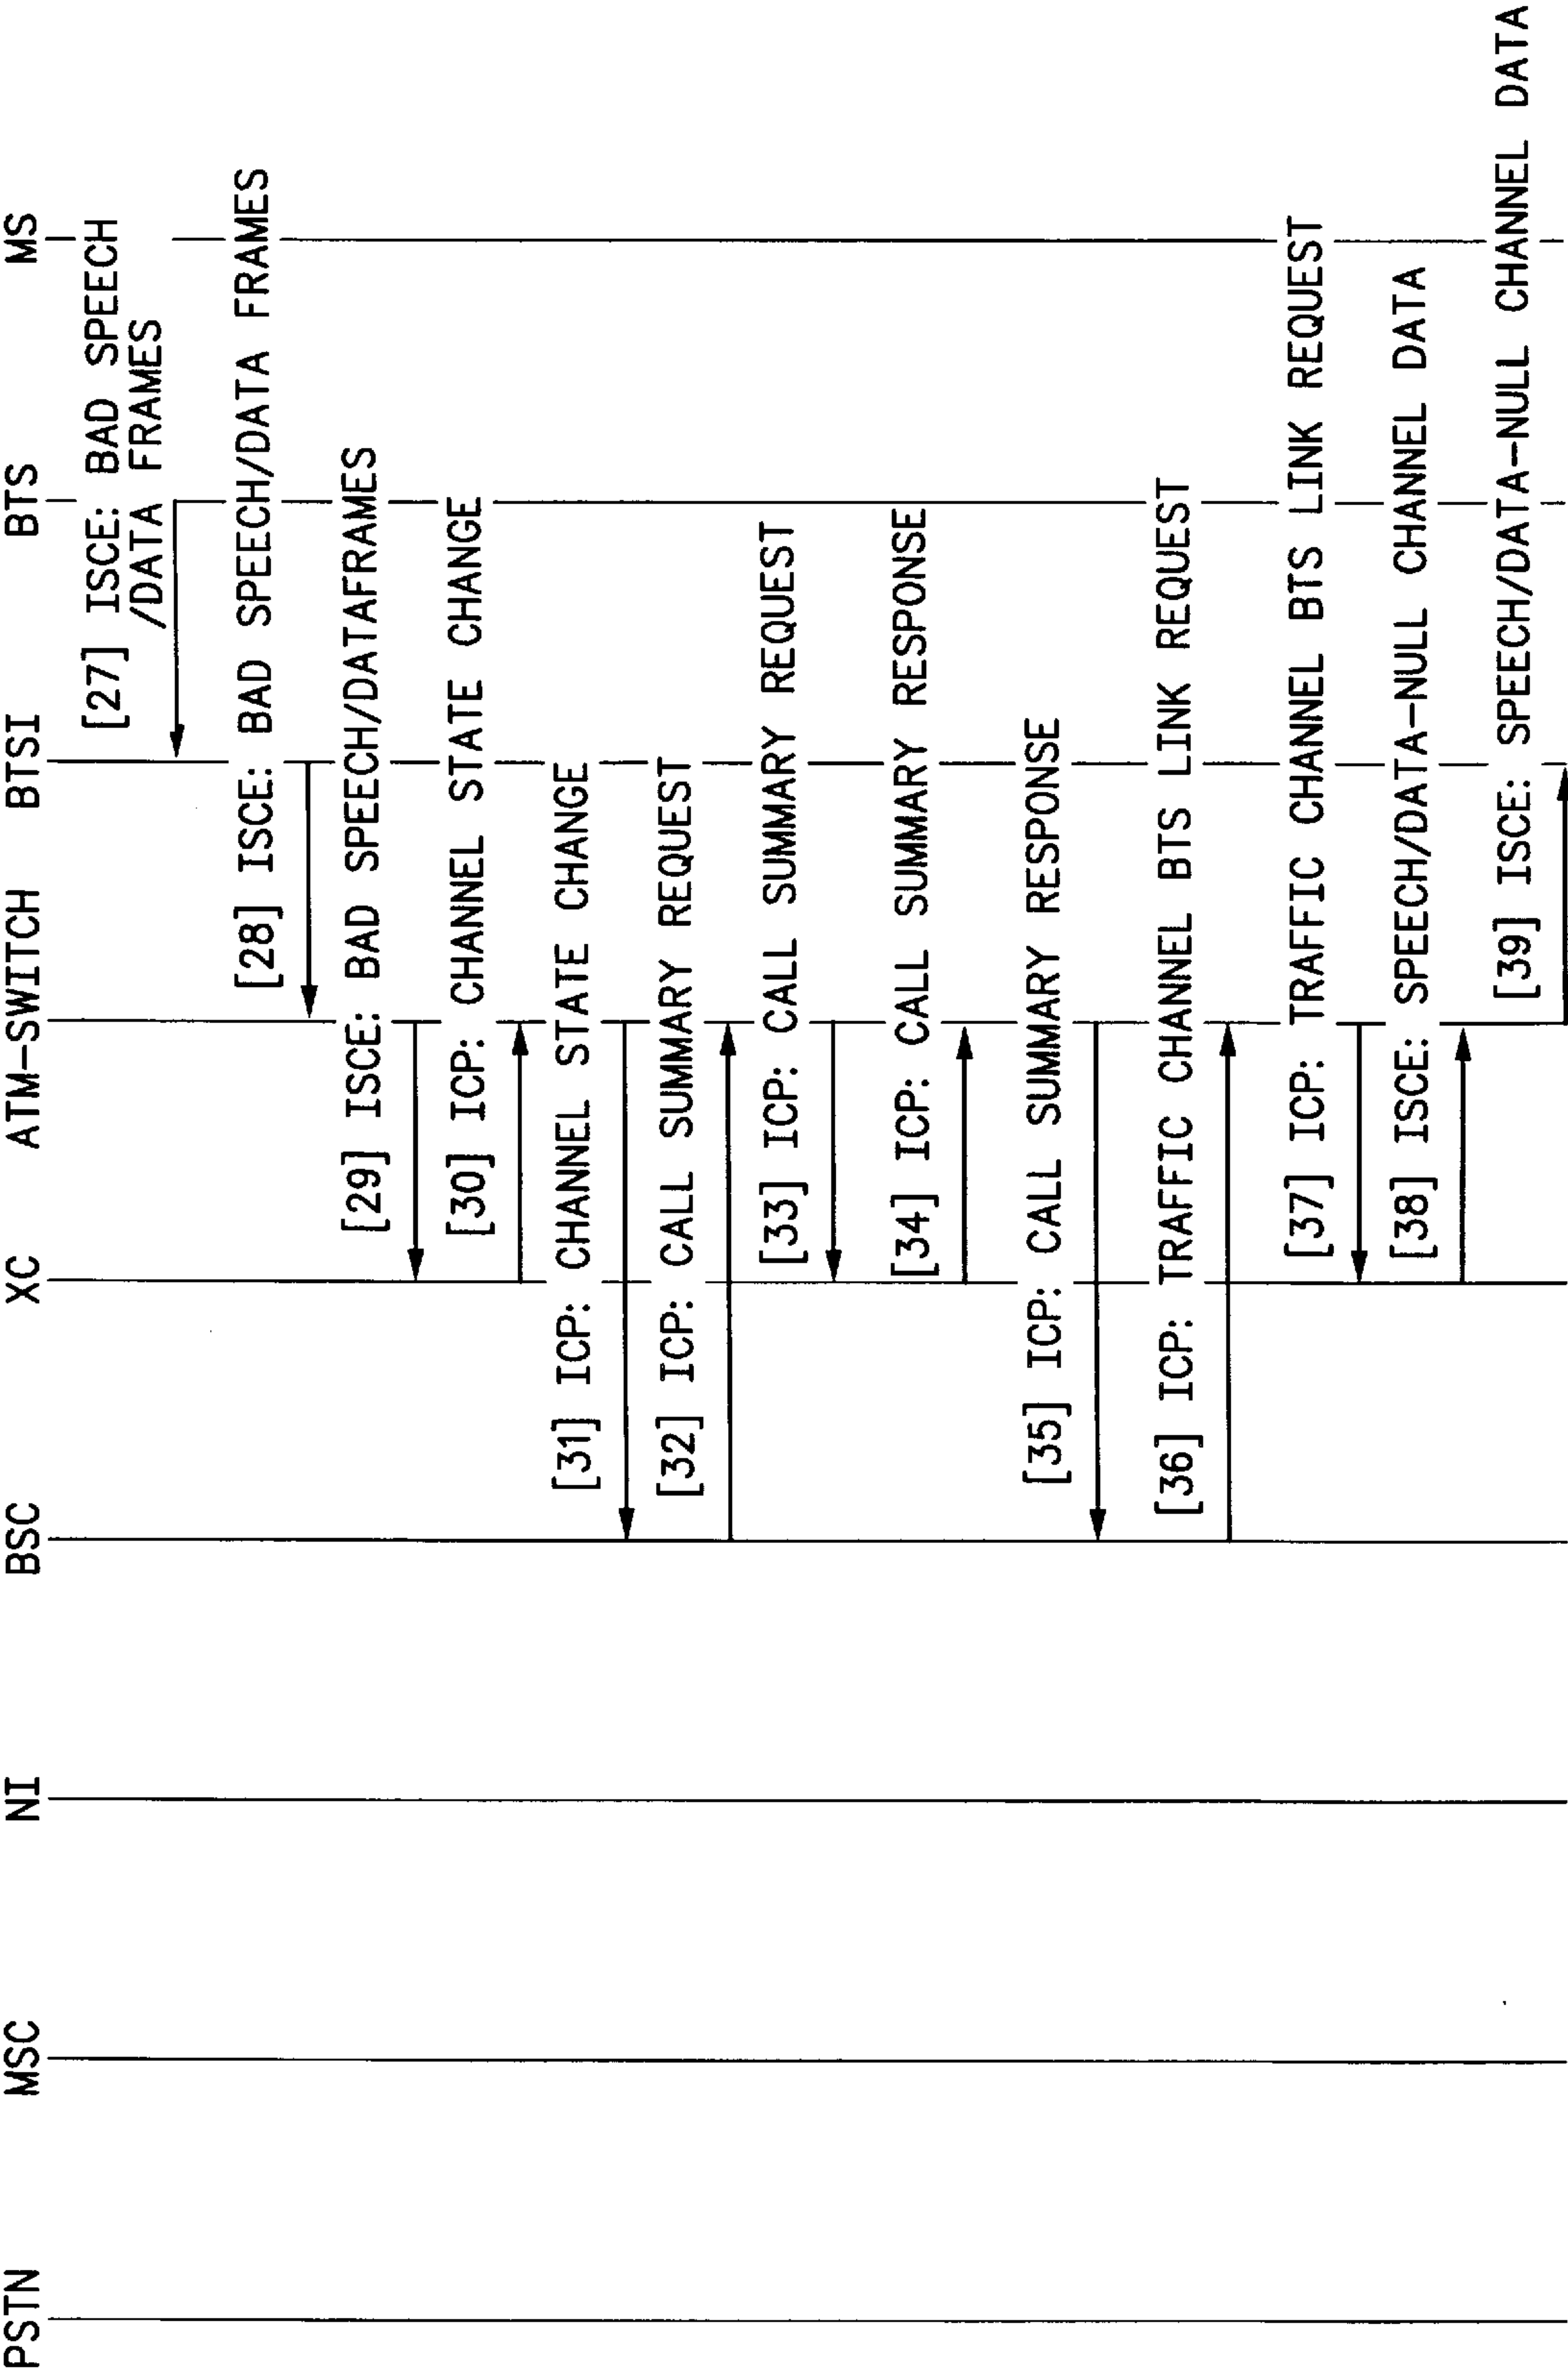 PSTN MSC NI BSC XC ATM-SWITCH BTSI BTS MS
[27] ISCE: BAD SPEECH
/DATA FRAMES
[28] ISCE: BAD SPEECH/DATA FRAMES
[29] ISCE: BAD SPEECH/DATAFRAMES
[30] ICP: CHANNEL STATE CHANGE
[31] ICP: CHANNEL STATE CHANGE
[32] ICP: CALL SUMMARY REQUEST
[33] ICP: CALL SUMMARY REQUEST
[34] ICP: CALL SUMMARY RESPONSE
[35] ICP: CALL SUMMARY RESPONSE
[36] ICP: TRAFFIC CHANNEL BTS LINK REQUEST
[37] ICP: TRAFFIC CHANNEL BTS LINK REQUEST
[38] ISCE: SPEECH/DATA-NULL CHANNEL DATA
[39] ISCE: SPEECH/DATA-NULL CHANNEL DATA